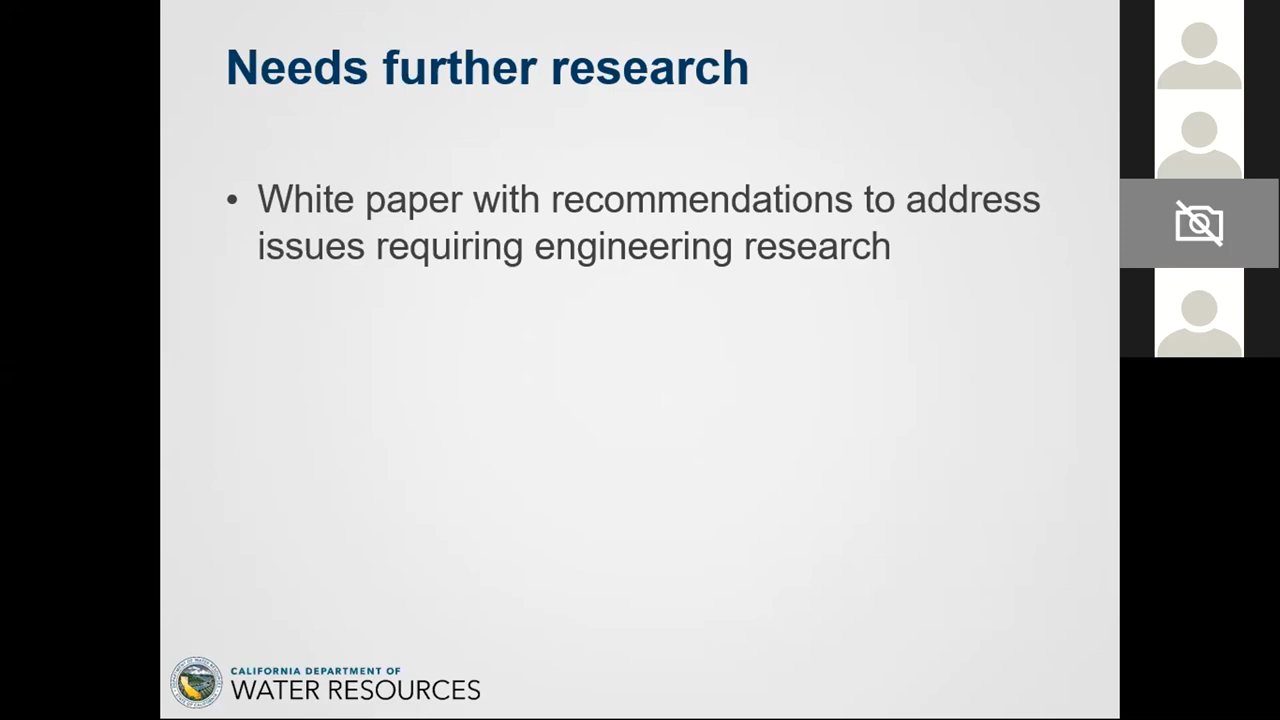 Needs further research
• White paper with recommendations to address
issues requiring engineering research
CALIFORNIA DEPARTMENT OF
WATER RESOURCES